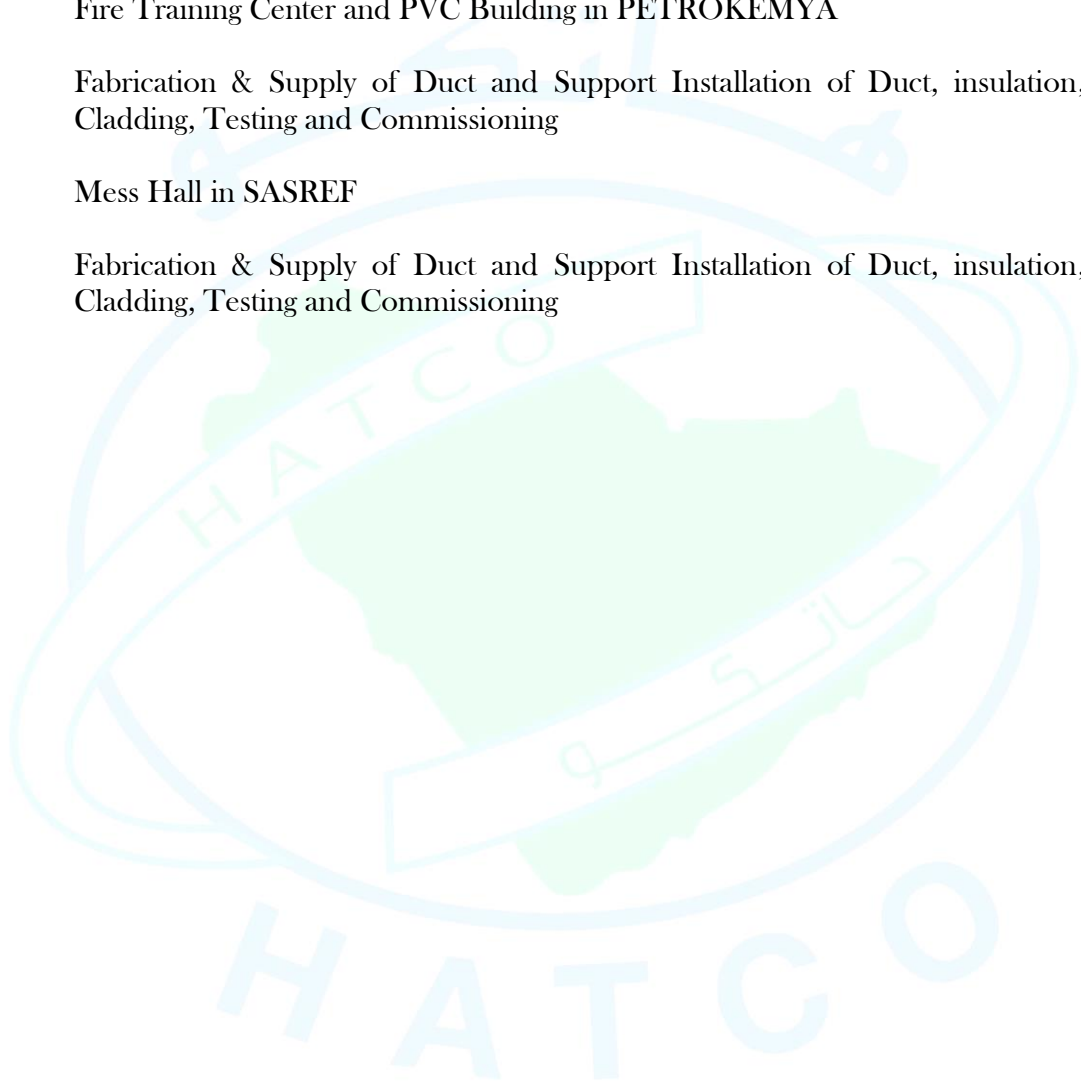 Fire Training Center and PVC Building in PETROKEMYA
Fabrication & Supply of Duct and Support Installation of Duct, insulation,
Cladding, Testing and Commissioning
Mess Hall in SASREF
Fabrication & Supply of Duct and Support Installation of Duct, insulation,
Cladding, Testing and Commissioning
HATCO
حاتكو
HATCO